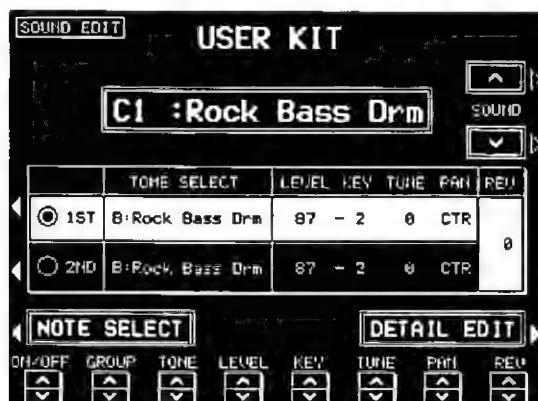 SOUND EDIT
USER KIT
C1 :Rock Bass Drm
SOUND
TONE SELECT LEVEL KEY TUNE PAN REV
1ST B:Rock Bass Drm 87 - 2 0 CTR 0
2ND B:Rock Bass Drm 87 - 2 0 CTR
NOTE SELECT DETAIL EDIT
ON/OFF GROUP TONE LEVEL KEY TUNE PAN REV